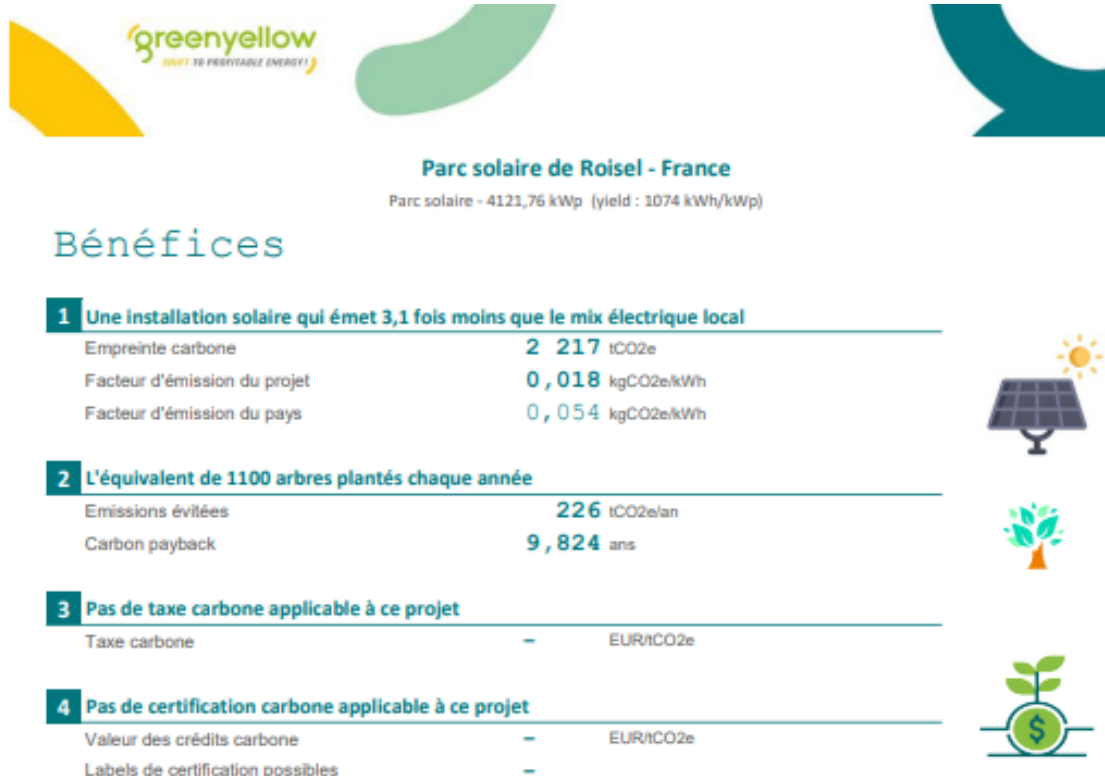 greenyellow
SHIFT TO PROFITABLE ENERGY!
Parc solaire de Roisel - France
Parc solaire - 4121,76 kWp (yield : 1074 kWh/kWp)
Bénéfices
1 Une installation solaire qui émet 3,1 fois moins que le mix électrique local
Empreinte carbone 2 217 tCO2e
Facteur d'émission du projet 0,018 kgCO2e/kWh
Facteur d'émission du pays 0,054 kgCO2e/kWh
2 L'équivalent de 1100 arbres plantés chaque année
Emissions évitées 226 tCO2e/an
Carbon payback 9,824 ans
3 Pas de taxe carbone applicable à ce projet
Taxe carbone – EUR/tCO2e
4 Pas de certification carbone applicable à ce projet
Valeur des crédits carbone – EUR/tCO2e
Labels de certification possibles –
$